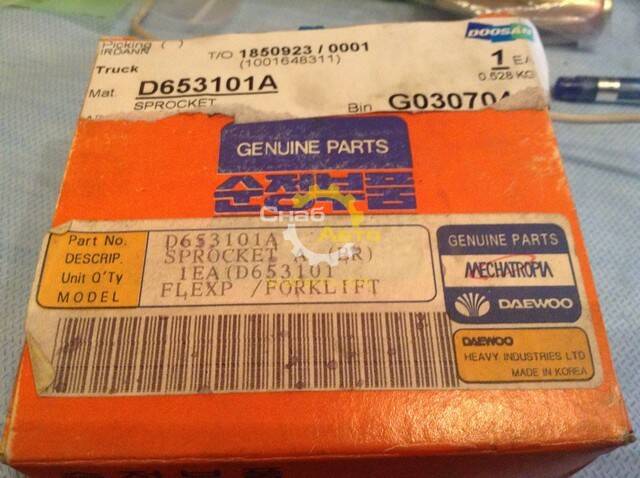 Picking ( )
IRDANN
Truck
T/O 1850923 / 0001
(1001648311)
DOOSAN
1 EA
0.528 KG
Mat. D653101A
SPROCKET
Bin G030704
GENUINE PARTS
순정부품
Снаб
Авто
Part No. D653101A
DESCRIP. SPROCKET
Unit Q'Ty 1EA(D653101
MODEL FLEXP /FORKLIFT
GENUINE PARTS
MECHATROPIA
DAEWOO
DAEWOO
HEAVY INDUSTRIES LTD
MADE IN KOREA